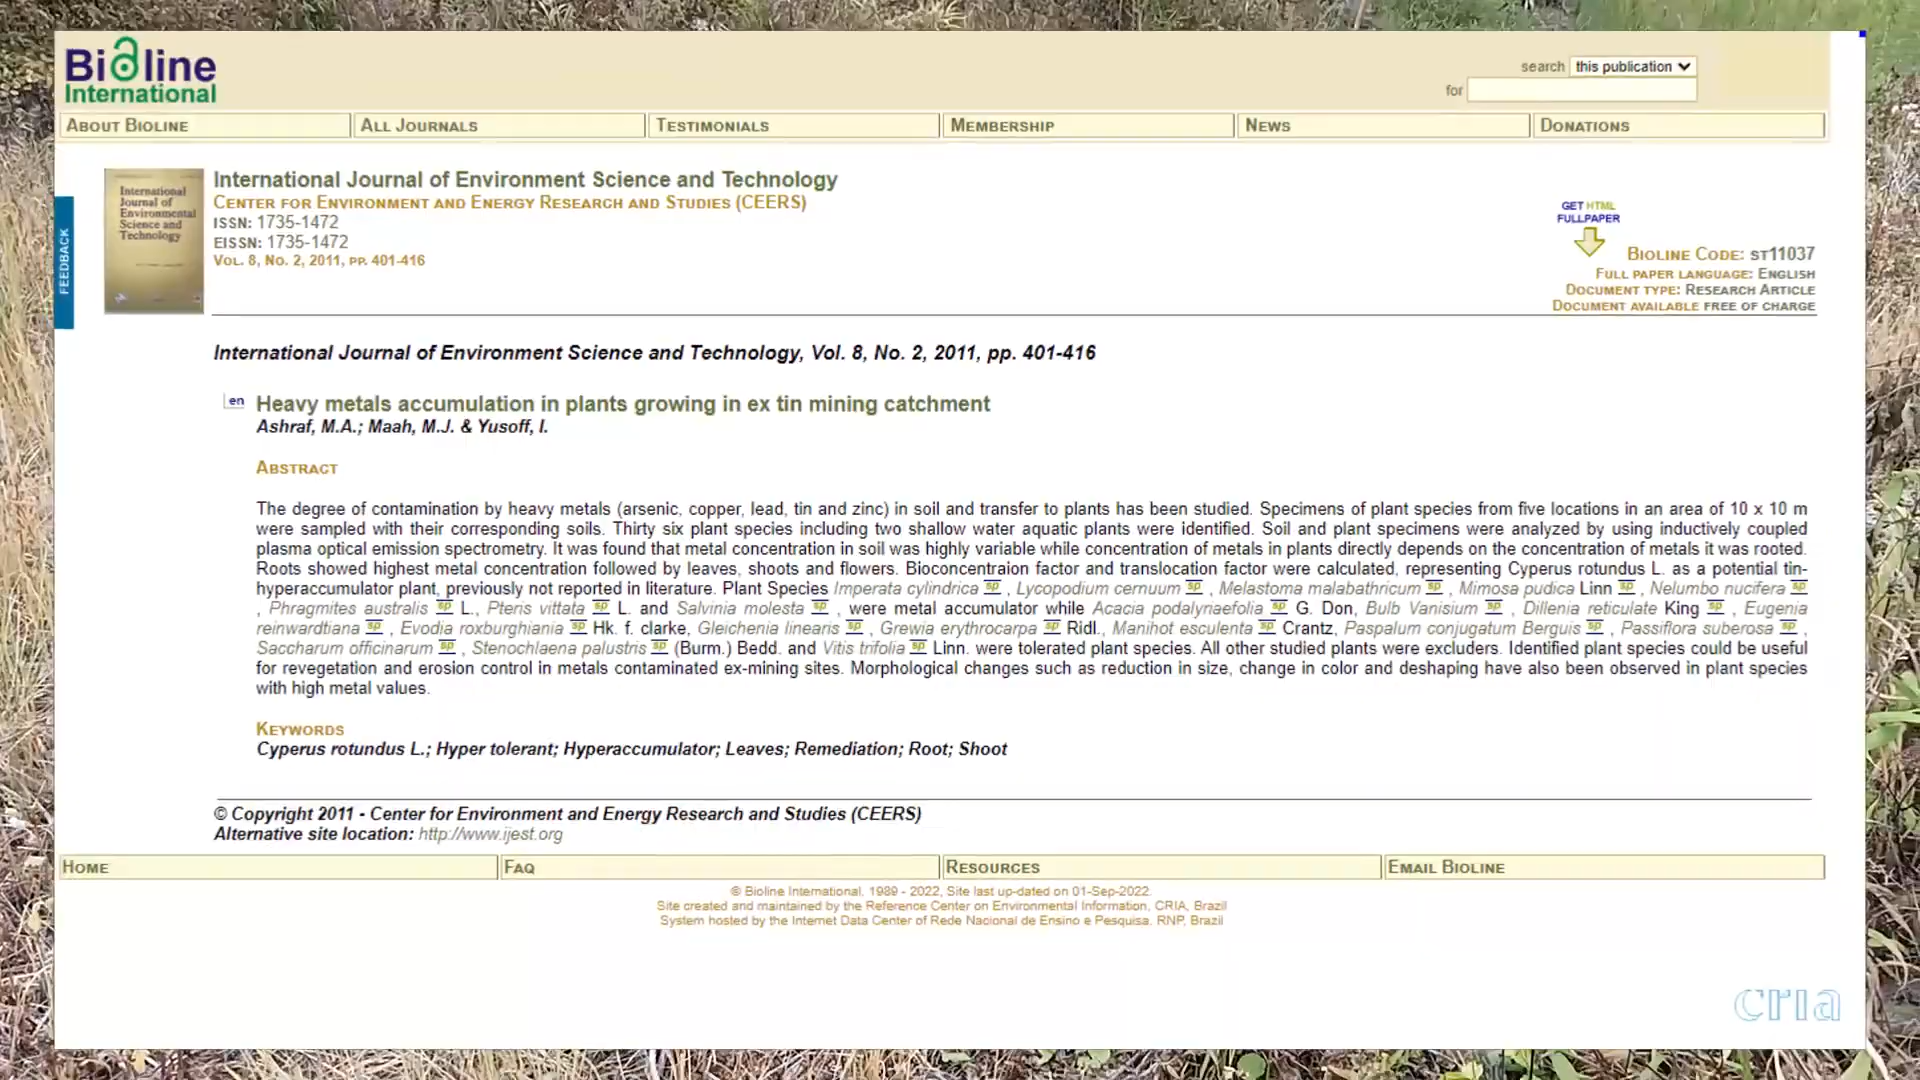 Bioline
International
search this publication
for
ABOUT BIOLINE
ALL JOURNALS
TESTIMONIALS
MEMBERSHIP
NEWS
DONATIONS
FEEDBACK
International
Journal of
Environmental
Science and
Technology
International Journal of Environment Science and Technology
CENTER FOR ENVIRONMENT AND ENERGY RESEARCH AND STUDIES (CEERS)
ISSN: 1735-1472
EISSN: 1735-1472
VOL. 8, NO. 2, 2011, PP. 401-416
GET HTML
FULLPAPER
BIOLINE CODE: ST11037
FULL PAPER LANGUAGE: ENGLISH
DOCUMENT TYPE: RESEARCH ARTICLE
DOCUMENT AVAILABLE FREE OF CHARGE
International Journal of Environment Science and Technology, Vol. 8, No. 2, 2011, pp. 401-416
en Heavy metals accumulation in plants growing in ex tin mining catchment
Ashraf, M.A.; Maah, M.J. & Yusoff, I.
ABSTRACT
The degree of contamination by heavy metals (arsenic, copper, lead, tin and zinc) in soil and transfer to plants has been studied. Specimens of plant species from five locations in an area of 10 x 10 m
were sampled with their corresponding soils. Thirty six plant species including two shallow water aquatic plants were identified. Soil and plant specimens were analyzed by using inductively coupled
plasma optical emission spectrometry. It was found that metal concentration in soil was highly variable while concentration of metals in plants directly depends on the concentration of metals it was rooted.
Roots showed highest metal concentration followed by leaves, shoots and flowers. Bioconcentraion factor and translocation factor were calculated, representing Cyperus rotundus L. as a potential tin-
hyperaccumulator plant, previously not reported in literature. Plant Species Imperata cylindrica sp , Lycopodium cernuum sp , Melastoma malabathricum sp , Mimosa pudica Linn sp , Nelumbo nucifera sp
, Phragmites australis sp L., Pteris vittata sp L. and Salvinia molesta sp , were metal accumulator while Acacia podalynaefolia sp G. Don, Bulb Vanisium sp , Dillenia reticulate King sp , Eugenia
reinwardtiana sp , Evodia roxburghiania sp Hk. f. clarke, Gleichenia linearis sp , Grewia erythrocarpa sp Ridl., Manihot esculenta sp Crantz, Paspalum conjugatum Berguis sp , Passiflora suberosa sp ,
Saccharum officinarum sp , Stenochlaena palustris sp (Burm.) Bedd. and Vitis trifolia sp Linn. were tolerated plant species. All other studied plants were excluders. Identified plant species could be useful
for revegetation and erosion control in metals contaminated ex-mining sites. Morphological changes such as reduction in size, change in color and deshaping have also been observed in plant species
with high metal values.
KEYWORDS
Cyperus rotundus L.; Hyper tolerant; Hyperaccumulator; Leaves; Remediation; Root; Shoot
© Copyright 2011 - Center for Environment and Energy Research and Studies (CEERS)
Alternative site location: http://www.ijest.org
HOME
FAQ
RESOURCES
EMAIL BIOLINE
© Bioline International, 1989 - 2022, Site last up-dated on 01-Sep-2022.
Site created and maintained by the Reference Center on Environmental Information, CRIA, Brazil
System hosted by the Internet Data Center of Rede Nacional de Ensino e Pesquisa, RNP, Brazil
cria